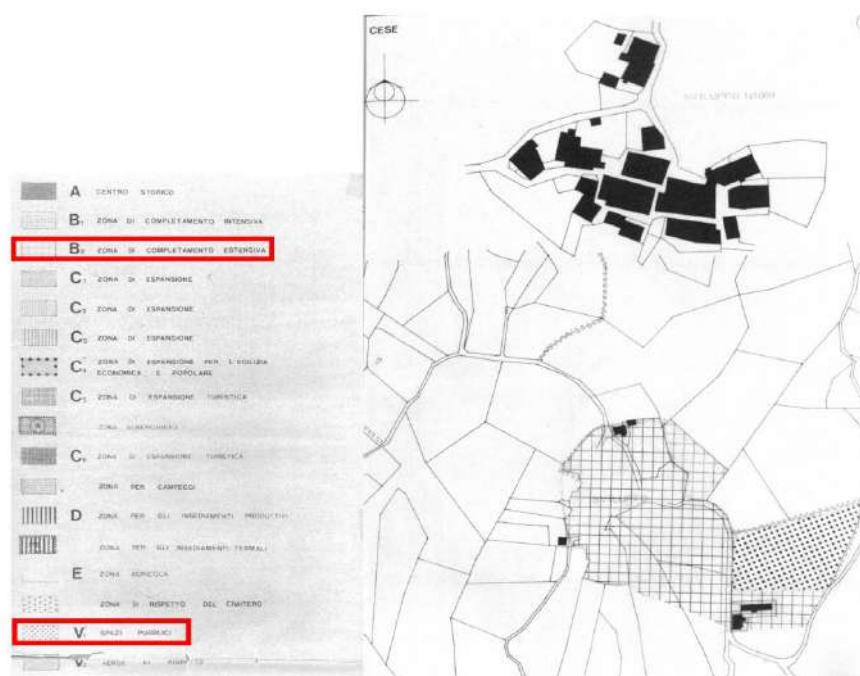 CESE
A CENTRO STORICO
B1 ZONA DI COMPLETAMENTO INTENSIVA
B2 ZONA DI COMPLETAMENTO ESTENSIVA
C1 ZONA DI ESPANSIONE
C2 ZONA DI ESPANSIONE
C3 ZONA DI ESPANSIONE
C4 ZONA DI ESPANSIONE PER L'EDILIZIA
ECONOMICA E POPOLARE
C5 ZONA DI ESPANSIONE TURISTICA
ZONA ALBERGHIERA
C6 ZONA DI ESPANSIONE TURISTICA
ZONA PER CAMPEGGI
D ZONA PER GLI INSEDIAMENTI PRODUTTIVI
ZONA PER GLI INSEDIAMENTI TERMALI
E ZONA AGRICOLA
ZONA DI RISPETTO DEL CIMITERO
V1 SPAZI PUBBLICI
V2